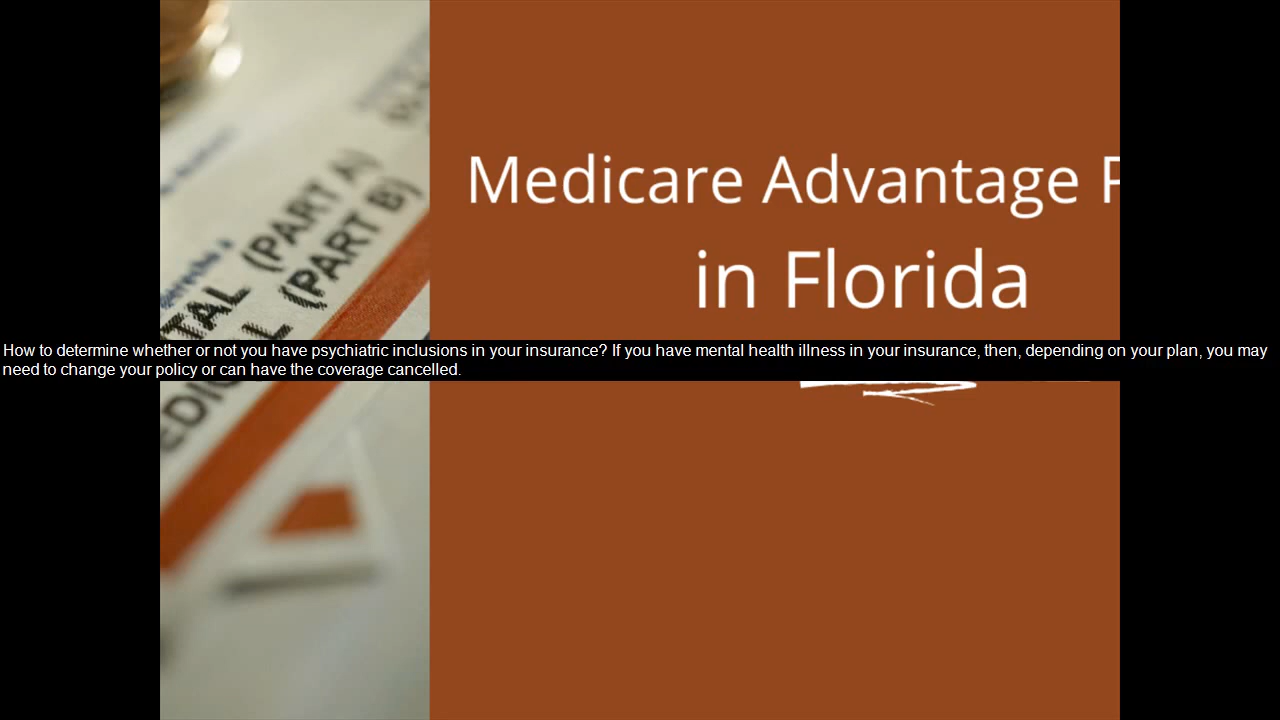 Medicare Advantage P
in Florida
(PART A)
(PART B)
How to determine whether or not you have psychiatric inclusions in your insurance? If you have mental health illness in your insurance, then, depending on your plan, you may
need to change your policy or can have the coverage cancelled.